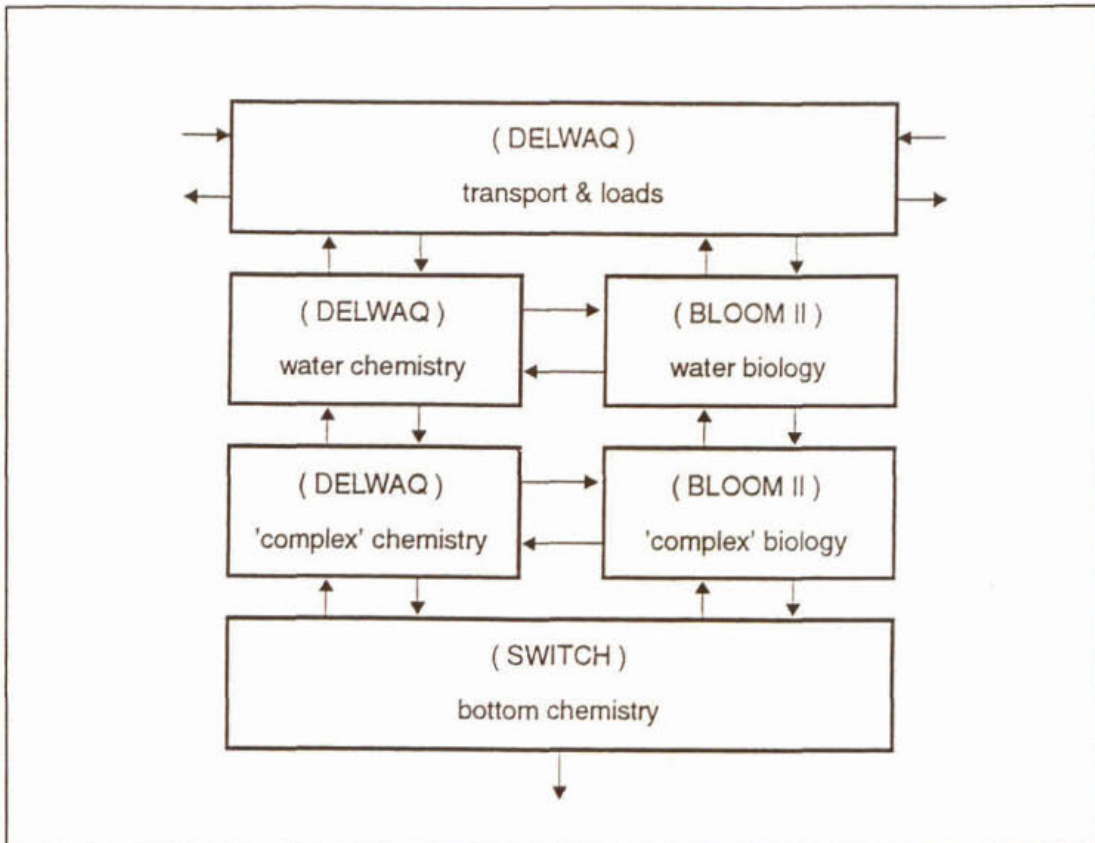 ( DELWAQ )
transport & loads
( DELWAQ )
water chemistry
( BLOOM II )
water biology
( DELWAQ )
'complex' chemistry
( BLOOM II )
'complex' biology
( SWITCH )
bottom chemistry